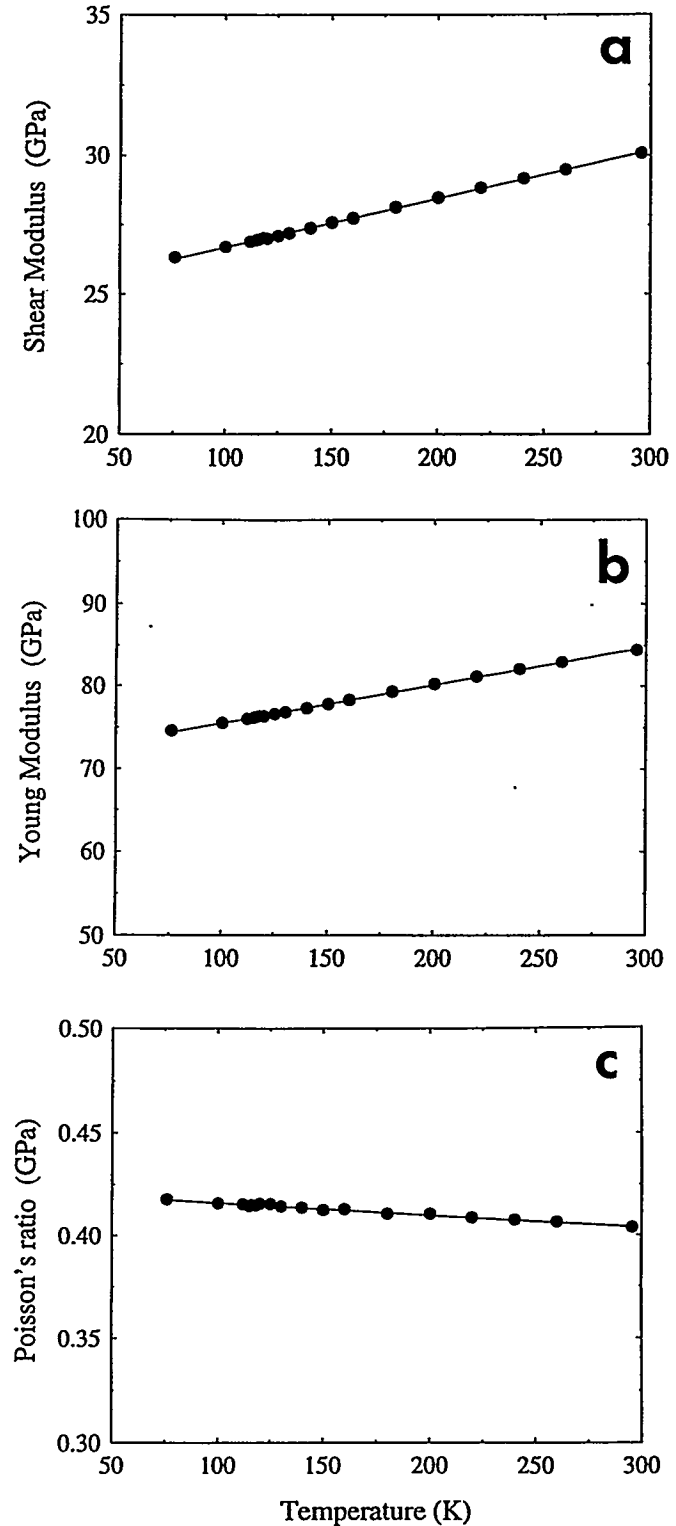 a
35
30
25
20
Shear Modulus (GPa)
50 100 150 200 250 300
b
100
90
80
70
60
50
Young Modulus (GPa)
50 100 150 200 250 300
c
0.50
0.45
0.40
0.35
0.30
Poisson's ratio (GPa)
50 100 150 200 250 300
Temperature (K)